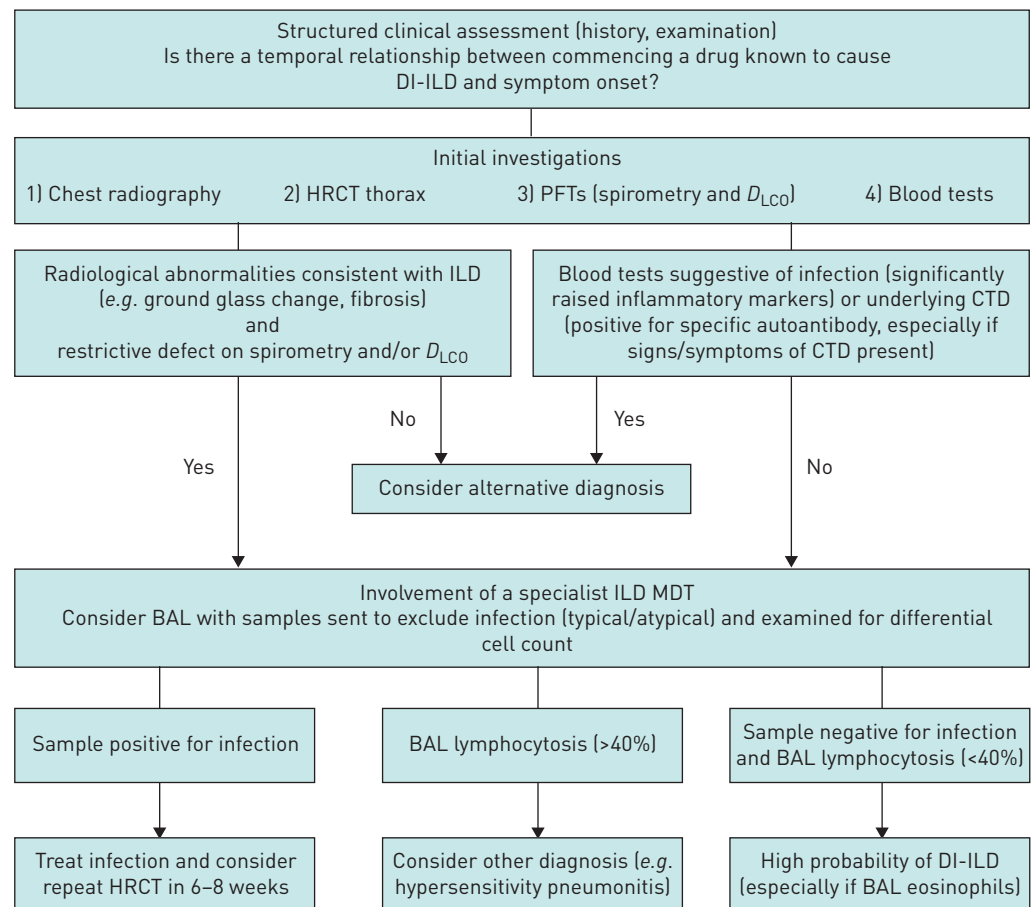 Structured clinical assessment (history, examination)
Is there a temporal relationship between commencing a drug known to cause
DI-ILD and symptom onset?
Initial investigations
1) Chest radiography 2) HRCT thorax 3) PFTs (spirometry and DLCO) 4) Blood tests
Radiological abnormalities consistent with ILD
(e.g. ground glass change, fibrosis)
and
restrictive defect on spirometry and/or DLCO
Blood tests suggestive of infection (significantly
raised inflammatory markers) or underlying CTD
(positive for specific autoantibody, especially if
signs/symptoms of CTD present)
No
Yes
Yes
No
Consider alternative diagnosis
Involvement of a specialist ILD MDT
Consider BAL with samples sent to exclude infection (typical/atypical) and examined for differential
cell count
Sample positive for infection
BAL lymphocytosis (>40%)
Sample negative for infection
and BAL lymphocytosis (<40%)
Treat infection and consider
repeat HRCT in 6–8 weeks
Consider other diagnosis (e.g.
hypersensitivity pneumonitis)
High probability of DI-ILD
(especially if BAL eosinophils)